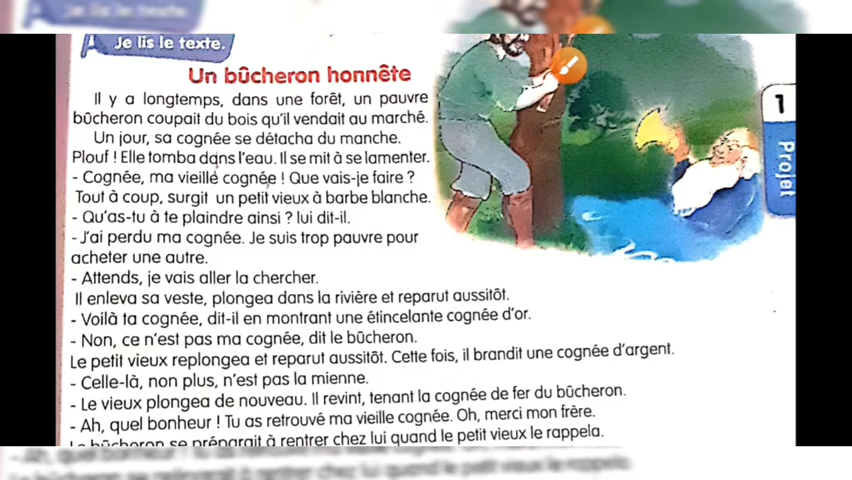 Je lis le texte.
Un bûcheron honnête
Il y a longtemps, dans une forêt, un pauvre
bûcheron coupait du bois qu'il vendait au marché.
Un jour, sa cognée se détacha du manche.
Plouf ! Elle tomba dans l'eau. Il se mit à se lamenter.
- Cognée, ma vieille cognée ! Que vais-je faire ?
Tout à coup, surgit un petit vieux à barbe blanche.
- Qu'as-tu à te plaindre ainsi ? lui dit-il.
- J'ai perdu ma cognée. Je suis trop pauvre pour
acheter une autre.
- Attends, je vais aller la chercher.
Il enleva sa veste, plongea dans la rivière et reparut aussitôt.
- Voilà ta cognée, dit-il en montrant une étincelante cognée d'or.
- Non, ce n'est pas ma cognée, dit le bûcheron.
Le petit vieux replongea et reparut aussitôt. Cette fois, il brandit une cognée d'argent.
- Celle-là, non plus, n'est pas la mienne.
- Le vieux plongea de nouveau. Il revint, tenant la cognée de fer du bûcheron.
- Ah, quel bonheur ! Tu as retrouvé ma vieille cognée. Oh, merci mon frère.
Le bûcheron se préparait à rentrer chez lui quand le petit vieux le rappela.
1
Projet